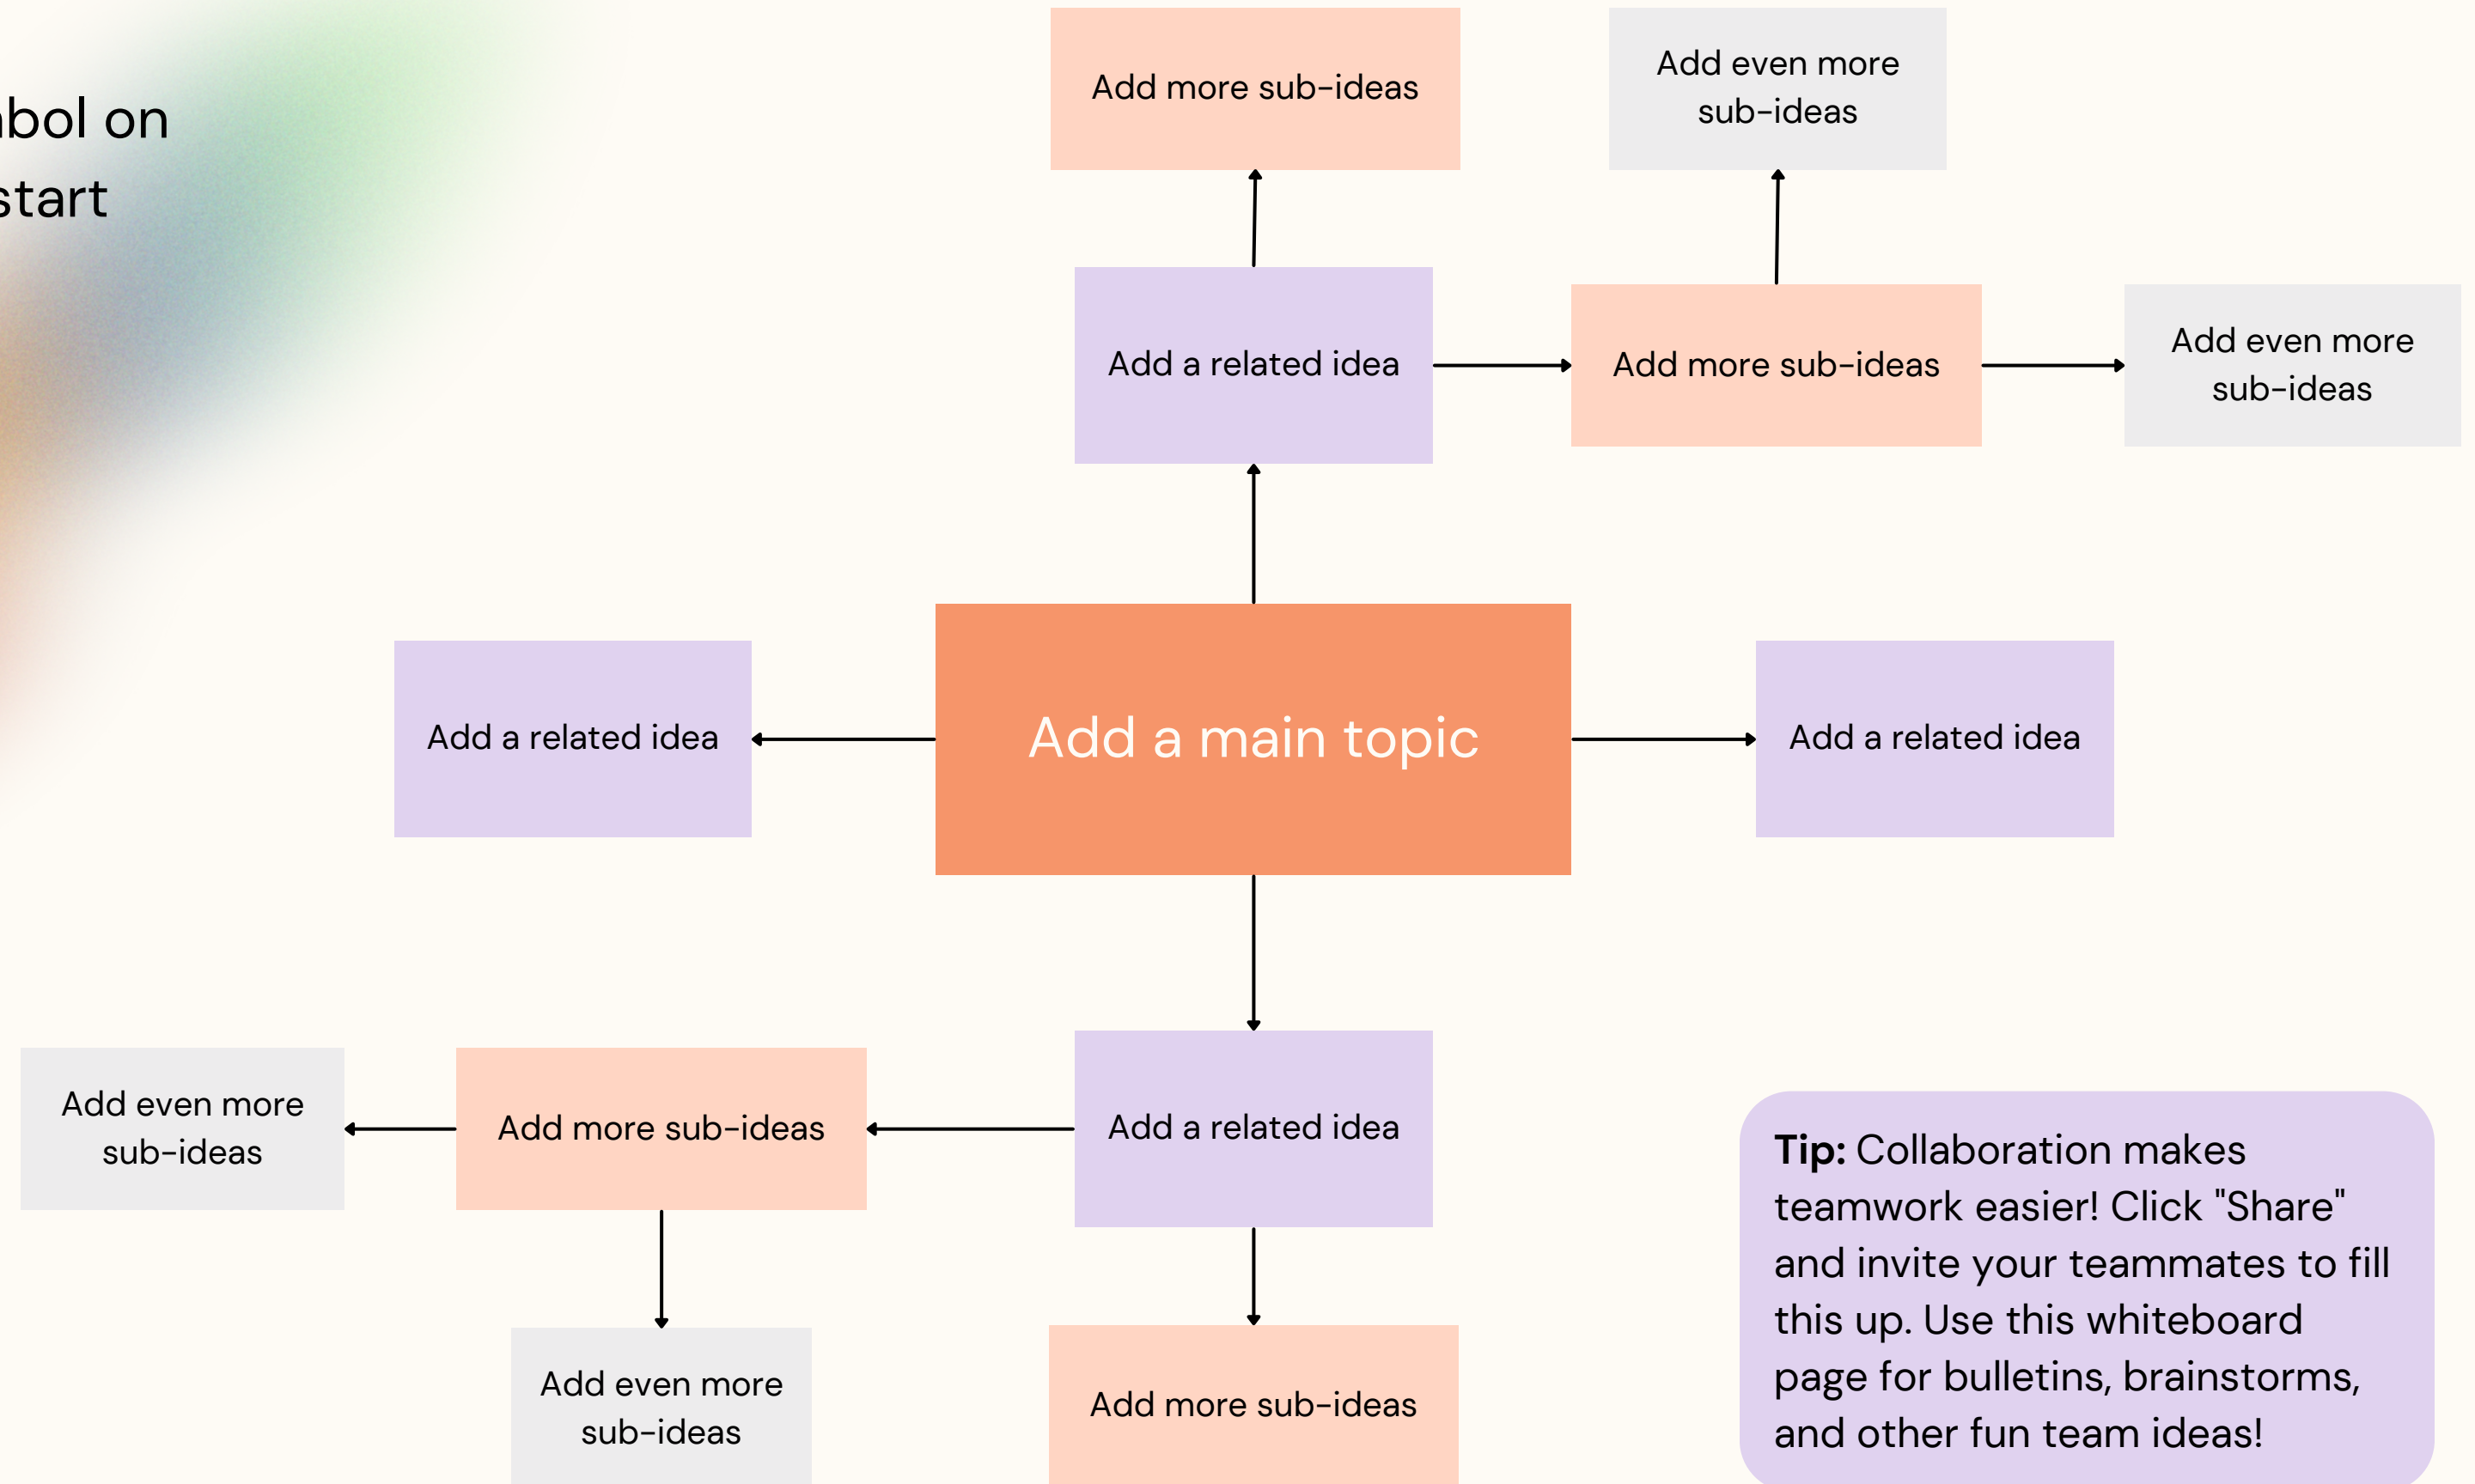 on
start
Add more sub-ideas
Add even more
sub-ideas
Add a related idea
Add more sub-ideas
Add even more
sub-ideas
Add a related idea
Add a main topic
Add a related idea
Add even more
sub-ideas
Add more sub-ideas
Add a related idea
Add even more
sub-ideas
Add more sub-ideas
Tip: Collaboration makes
teamwork easier! Click "Share"
and invite your teammates to fill
this up. Use this whiteboard
page for bulletins, brainstorms,
and other fun team ideas!